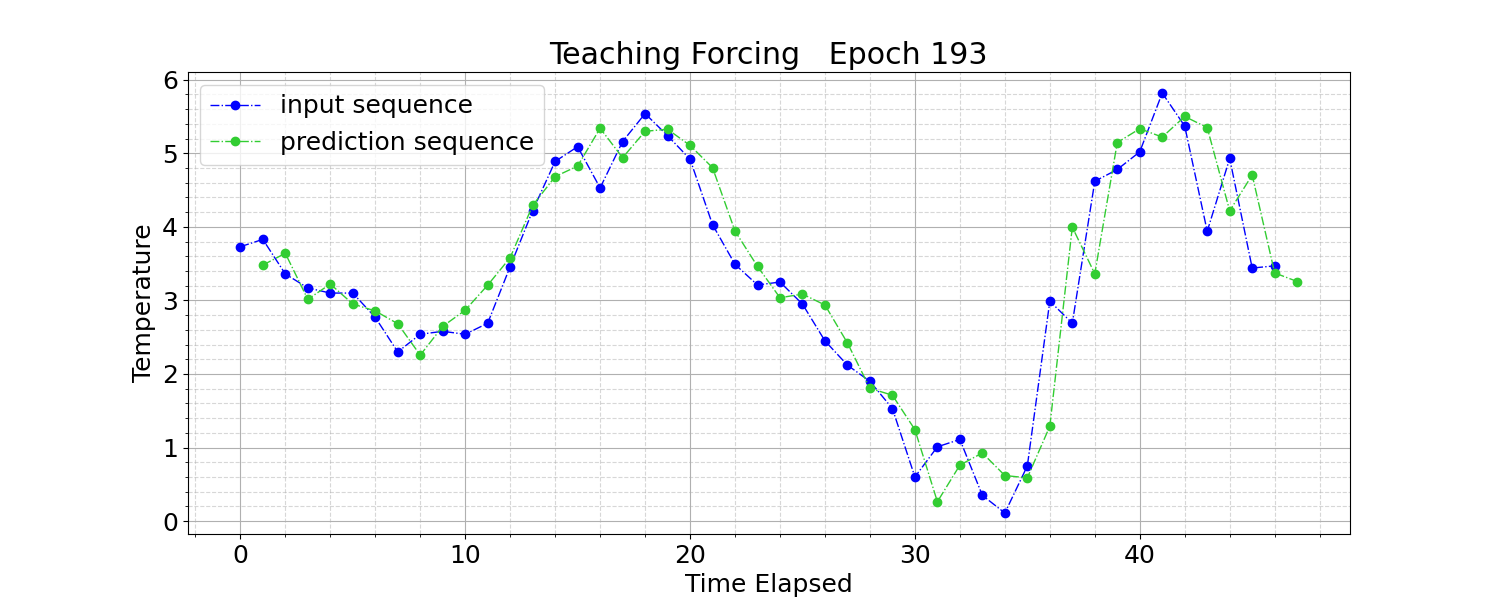 Teaching Forcing   Epoch 193
input sequence
prediction sequence
6
5
4
3
2
1
0
Temperature
0 10 20 30 40
Time Elapsed